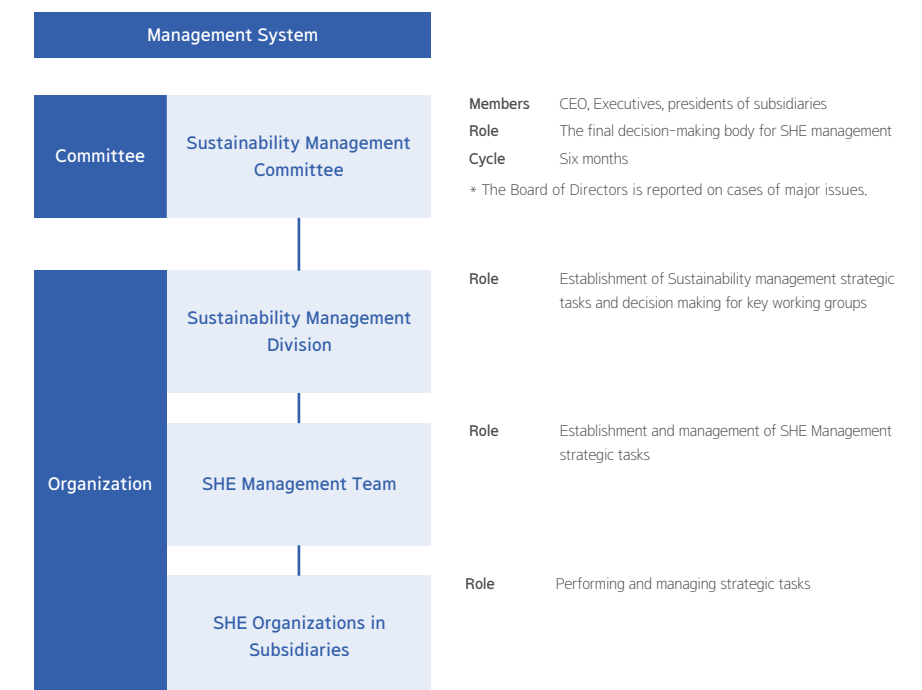 Management System
Committee
Sustainability Management
Committee
Members CEO, Executives, presidents of subsidiaries
Role The final decision-making body for SHE management
Cycle Six months
* The Board of Directors is reported on cases of major issues.
Organization
Sustainability Management
Division
Role Establishment of Sustainability management strategic
tasks and decision making for key working groups
SHE Management Team
Role Establishment and management of SHE Management
strategic tasks
SHE Organizations in
Subsidiaries
Role Performing and managing strategic tasks